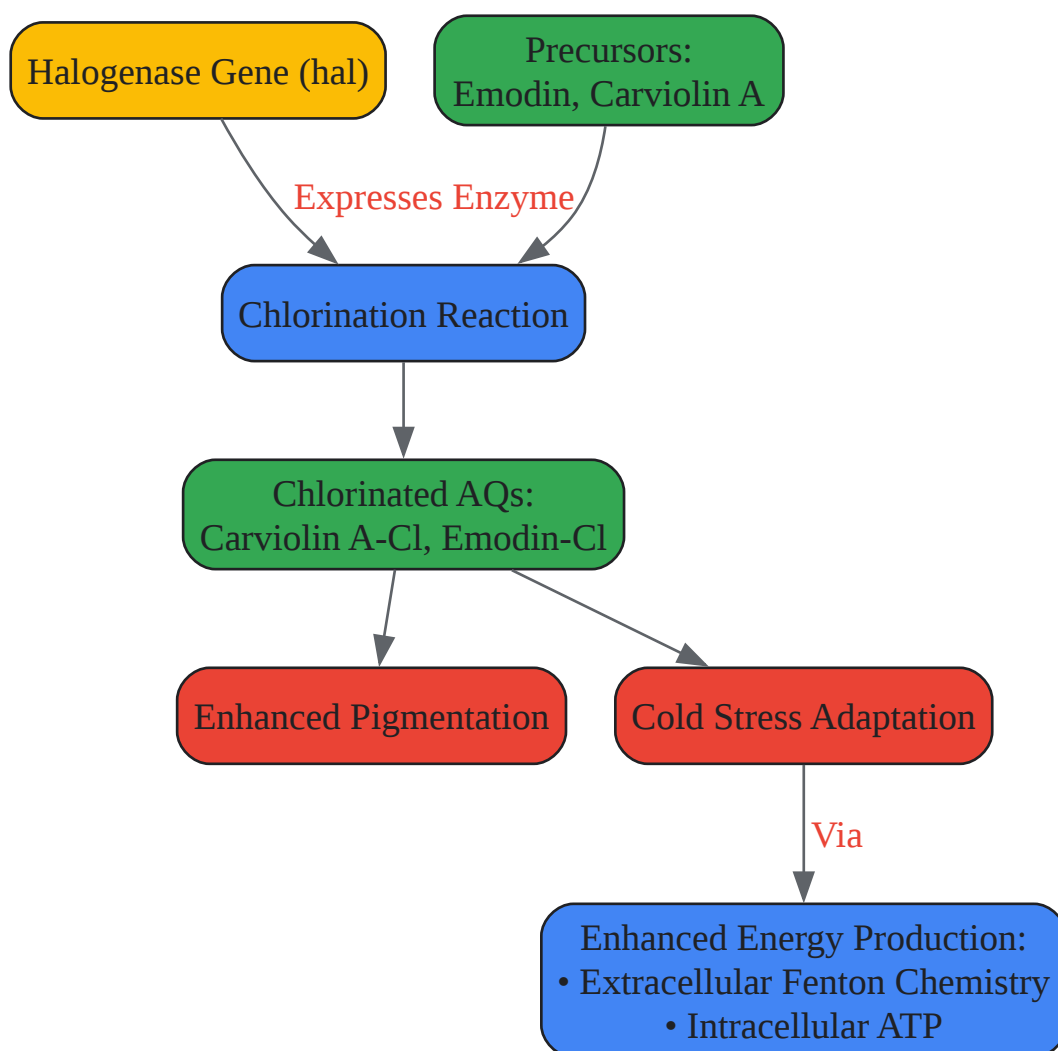 Halogenase Gene (hal)
Precursors:
Emodin, Carviolin A
Expresses Enzyme
Chlorination Reaction
Chlorinated AQs:
Carviolin A-Cl, Emodin-Cl
Enhanced Pigmentation
Cold Stress Adaptation
Via
Enhanced Energy Production:
• Extracellular Fenton Chemistry
• Intracellular ATP